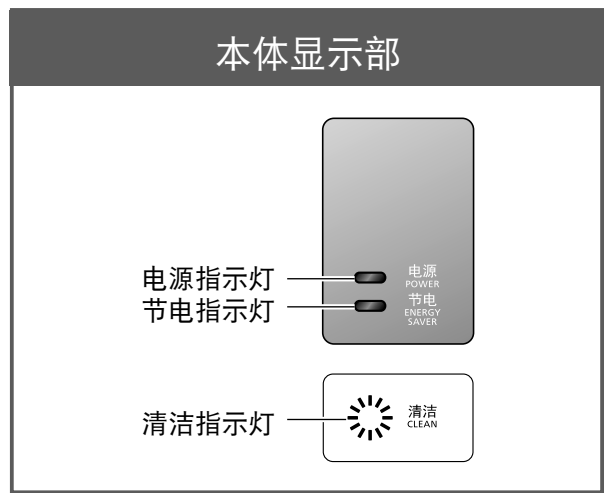 本体显示部
电源指示灯
节电指示灯
电源
POWER
节电
ENERGY
SAVER
清洁指示灯
清洁
CLEAN